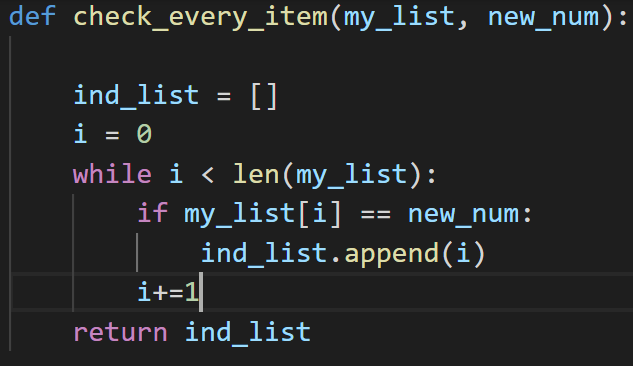 def check_every_item(my_list, new_num):
    ind_list = []
    i = 0
    while i < len(my_list):
        if my_list[i] == new_num:
            ind_list.append(i)
        i+=1
    return ind_list